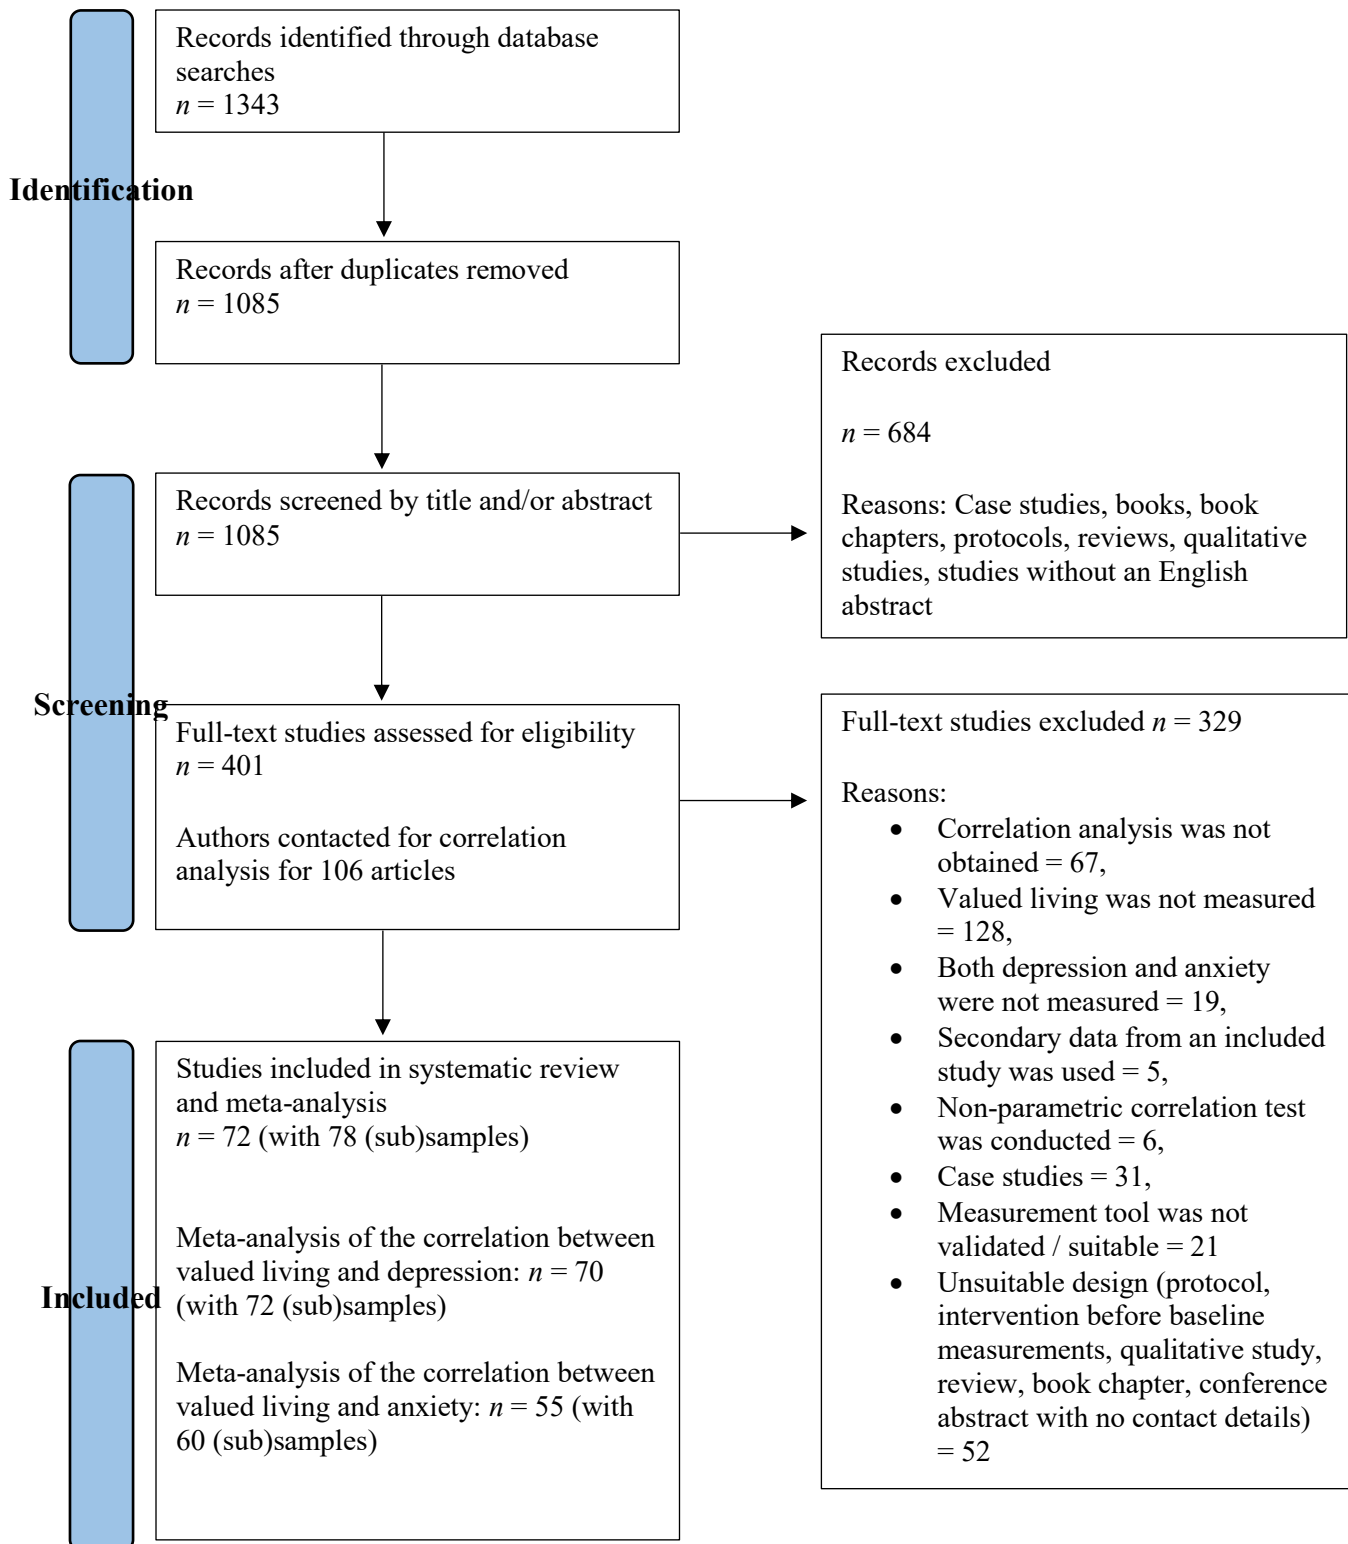 Identification
Records identified through database
searches
n = 1343
Records after duplicates removed
n = 1085
Screening
Records screened by title and/or abstract
n = 1085
Records excluded
n = 684
Reasons: Case studies, books, book
chapters, protocols, reviews, qualitative
studies, studies without an English
abstract
Full-text studies assessed for eligibility
n = 401
Authors contacted for correlation
analysis for 106 articles
Full-text studies excluded n = 329
Reasons:
• Correlation analysis was not
obtained = 67,
• Valued living was not measured
= 128,
• Both depression and anxiety
were not measured = 19,
• Secondary data from an included
study was used = 5,
• Non-parametric correlation test
was conducted = 6,
• Case studies = 31,
• Measurement tool was not
validated / suitable = 21
• Unsuitable design (protocol,
intervention before baseline
measurements, qualitative study,
review, book chapter, conference
abstract with no contact details)
= 52
Included
Studies included in systematic review
and meta-analysis
n = 72 (with 78 (sub)samples)
Meta-analysis of the correlation between
valued living and depression: n = 70
(with 72 (sub)samples)
Meta-analysis of the correlation between
valued living and anxiety: n = 55 (with
60 (sub)samples)